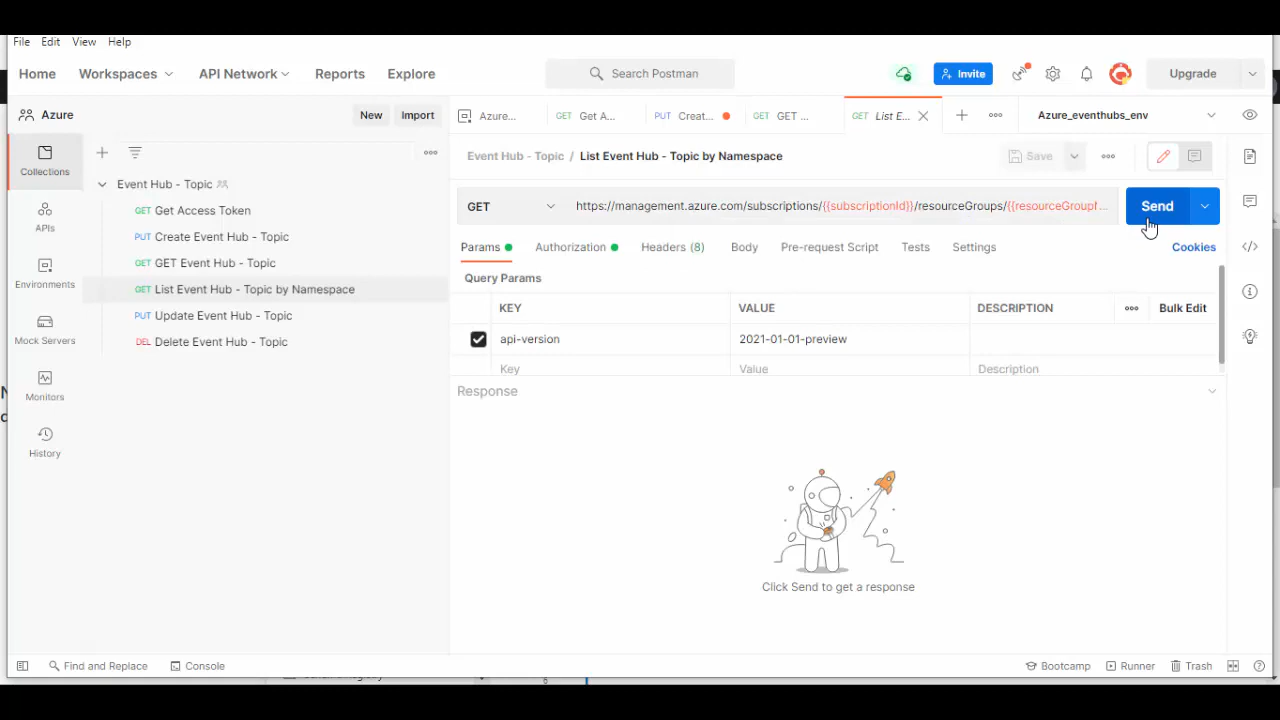 File Edit View Help
Home Workspaces API Network Reports Explore Search Postman Invite Upgrade
Azure New Import Azure... GET Get A... PUT Creat... GET GET ... GET List E... Azure_eventhubs_env
Collections
APIs
Environments
Mock Servers
Monitors
History
Event Hub - Topic
GET Get Access Token
PUT Create Event Hub - Topic
GET GET Event Hub - Topic
GET List Event Hub - Topic by Namespace
PUT Update Event Hub - Topic
DEL Delete Event Hub - Topic
Event Hub - Topic / List Event Hub - Topic by Namespace Save
GET https://management.azure.com/subscriptions/{{subscriptionId}}/resourceGroups/{{resourceGroupf... Send
Params Authorization Headers (8) Body Pre-request Script Tests Settings Cookies
Query Params
KEY VALUE DESCRIPTION Bulk Edit
api-version 2021-01-01-preview
Key Value Description
Response
Click Send to get a response
Find and Replace Console Bootcamp Runner Trash